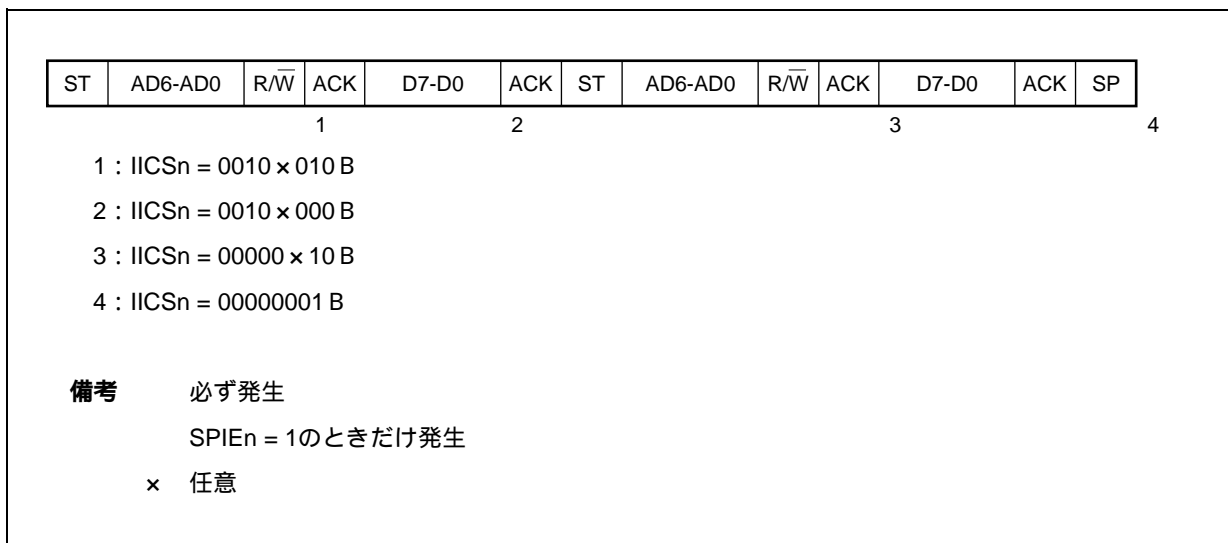 ST AD6-AD0 R/W̅ ACK D7-D0 ACK ST AD6-AD0 R/W̅ ACK D7-D0 ACK SP
1 2 3 4
1：IICSn = 0010×010 B
2：IICSn = 0010×000 B
3：IICSn = 00000×10 B
4：IICSn = 00000001 B
備考 必ず発生
SPIEn = 1のときだけ発生
× 任意